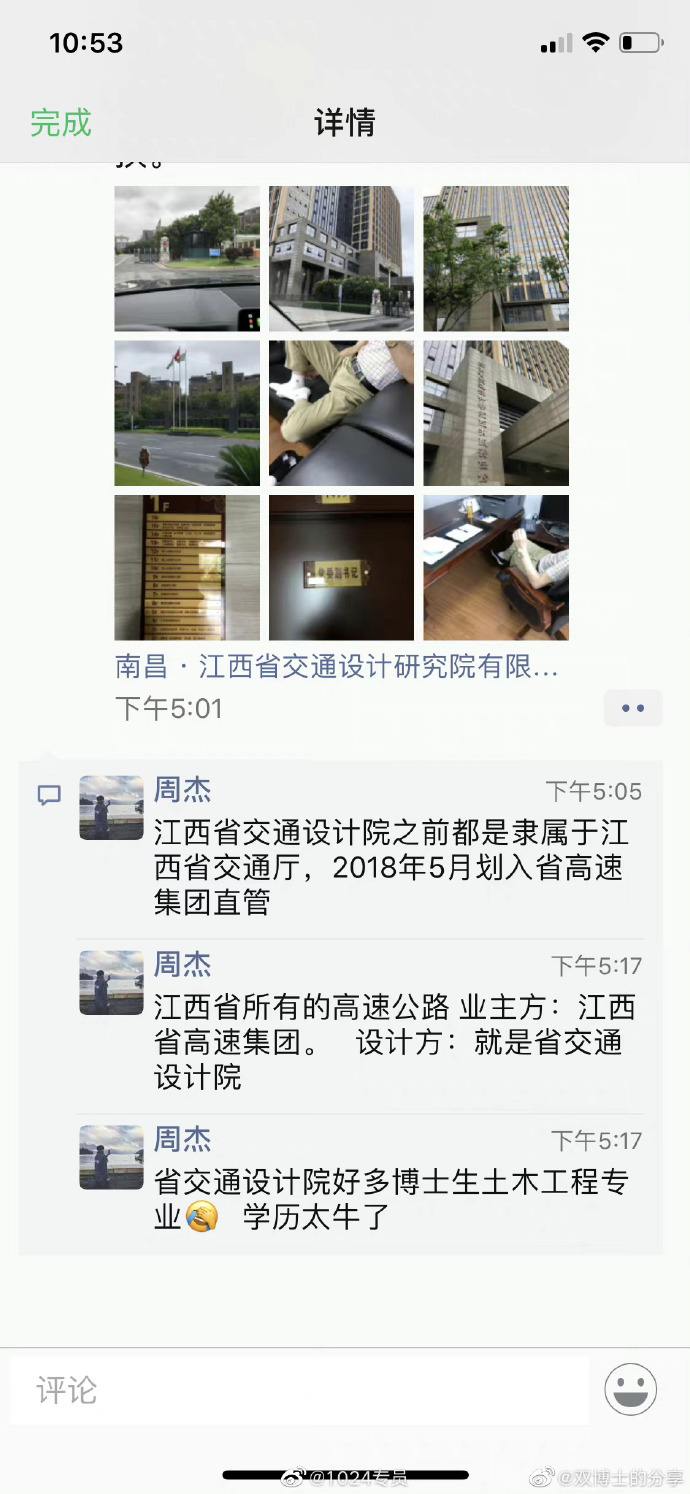 10:53
完成
详情
1F
党委副书记
南昌·江西省交通设计研究院有限...
下午5:01
周杰
下午5:05
江西省交通设计院之前都是隶属于江
西省交通厅，2018年5月划入省高速
集团直管
周杰
下午5:17
江西省所有的高速公路 业主方：江西
省高速集团。 设计方：就是省交通
设计院
周杰
下午5:17
省交通设计院好多博士生土木工程专
业🤣 学历太牛了
评论
@1024专员
@双博士的分享